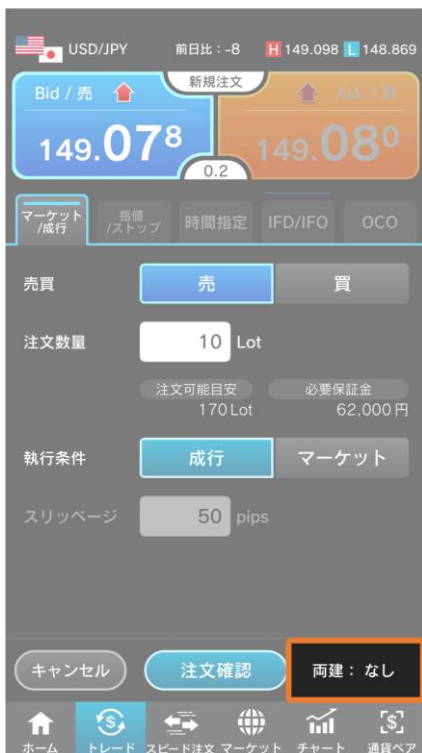 USD/JPY 前日比：-8 H 149.098 L 148.869
新規注文
Bid / 売 Ask / 買
149.078 149.080
0.2
マーケット/成行 指値/ストップ 時間指定 IFD/IFO OCO
売買 売 買
注文数量 10 Lot
注文可能目安 必要保証金
170 Lot 62,000 円
執行条件 成行 マーケット
スリッページ 50 pips
キャンセル 注文確認 両建： なし
ホーム トレード スピード注文 マーケット チャート 通貨ペア